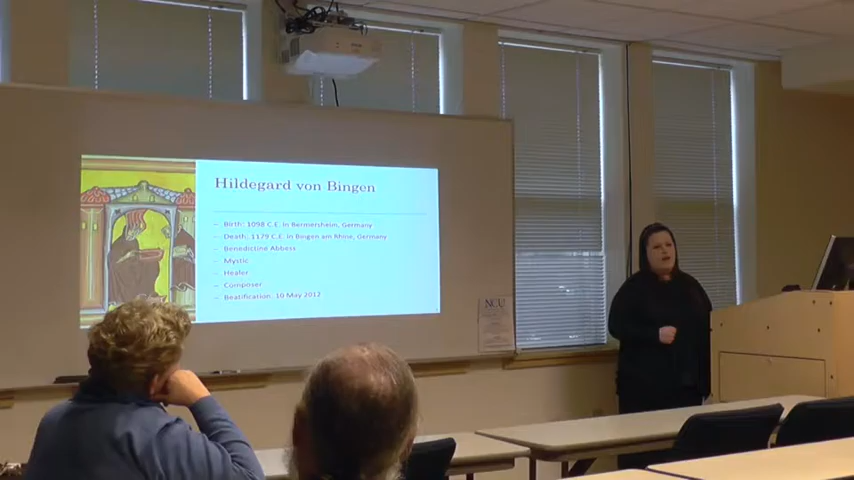 Hildegard von Bingen
– Birth: 1098 C.E. in Bermersheim, Germany
– Death: 1179 C.E. in Bingen am Rhine, Germany
– Benedictine Abbess
– Mystic
– Healer
– Composer
– Beatification: 10 May 2012
NCU